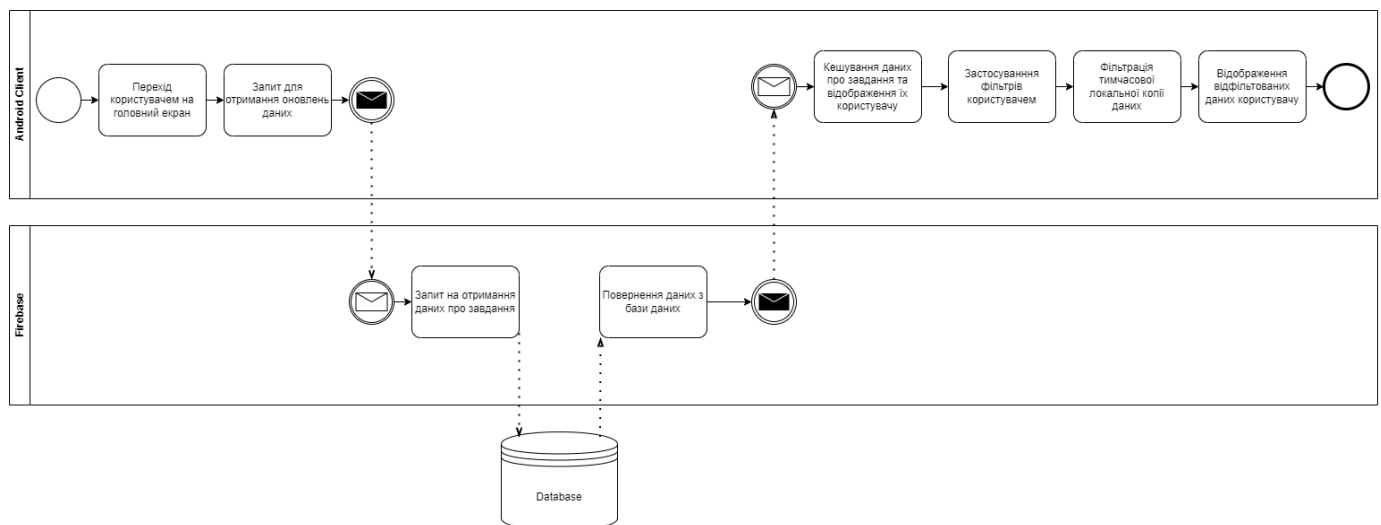 Android Client
Перехід
користувачем на
головний екран
Запит для
отримання оновлень
даних
Кешування даних
про завдання та
відображення їх
користувачу
Застосуванння
фільтрів
користувачем
Фільтрація
тимчасової
локальної копії
даних
Відображення
відфільтованих
даних користувачу
Firebase
Запит на отримання
даних про завдання
Повернення даних з
бази даних
Database